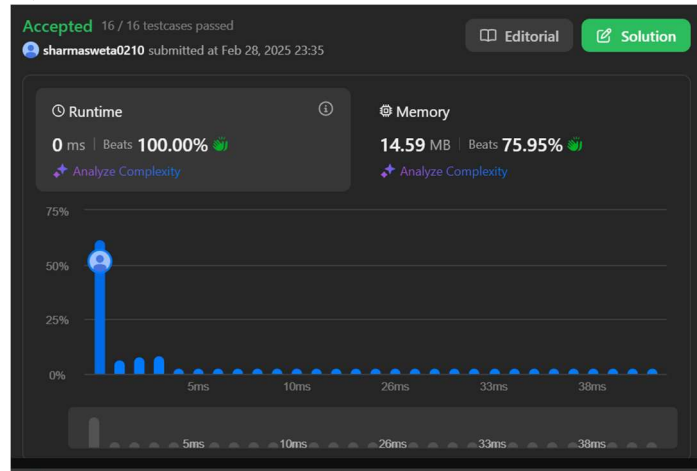 Accepted 16 / 16 testcases passed
sharmasweta0210 submitted at Feb 28, 2025 23:35
Editorial
Solution
Runtime
0 ms | Beats 100.00%
Analyze Complexity
Memory
14.59 MB | Beats 75.95%
Analyze Complexity
75%
50%
25%
0%
5ms 10ms 26ms 33ms 38ms
5ms 10ms 26ms 33ms 38ms